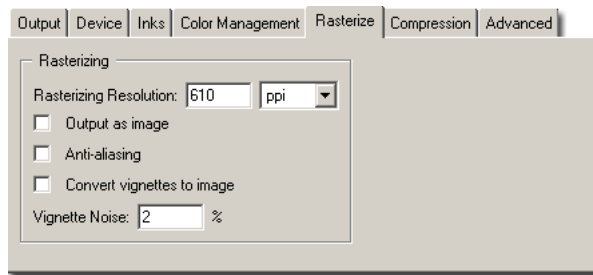 Output Device Inks Color Management Rasterize Compression Advanced
Rasterizing
Rasterizing Resolution: 610 ppi
Output as image
Anti-aliasing
Convert vignettes to image
Vignette Noise: 2 %